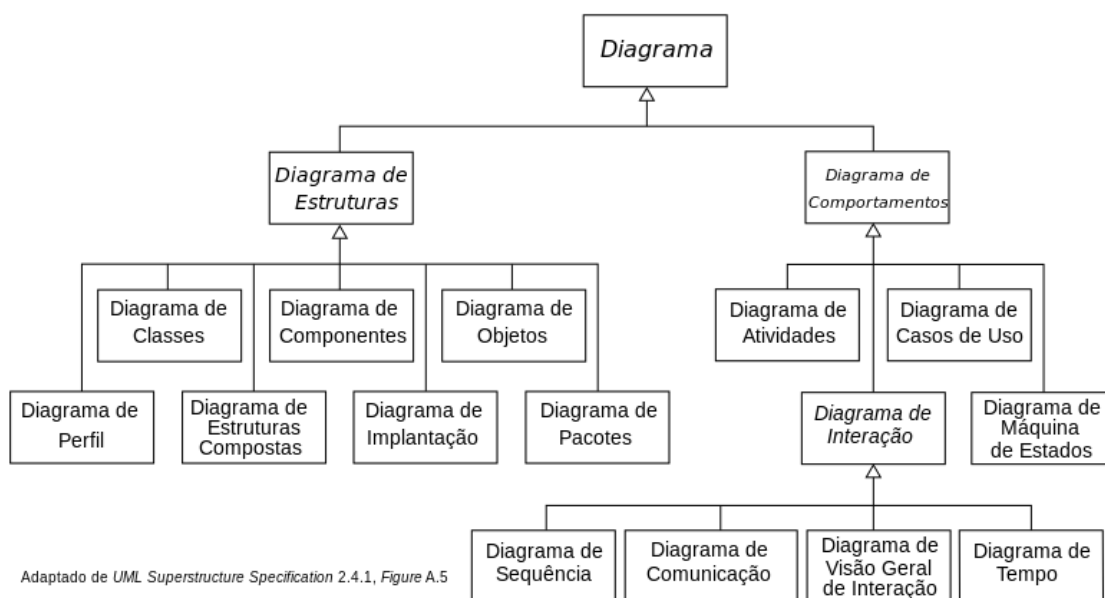 Diagrama
Diagrama de
Estruturas
Diagrama de
Comportamentos
Diagrama de
Classes
Diagrama de
Componentes
Diagrama de
Objetos
Diagrama de
Atividades
Diagrama de
Casos de Uso
Diagrama de
Perfil
Diagrama de
Estruturas
Compostas
Diagrama de
Implantação
Diagrama de
Pacotes
Diagrama de
Interação
Diagrama de
Máquina
de Estados
Diagrama de
Sequência
Diagrama de
Comunicação
Diagrama de
Visão Geral
de Interação
Diagrama de
Tempo
Adaptado de UML Superstructure Specification 2.4.1, Figure A.5